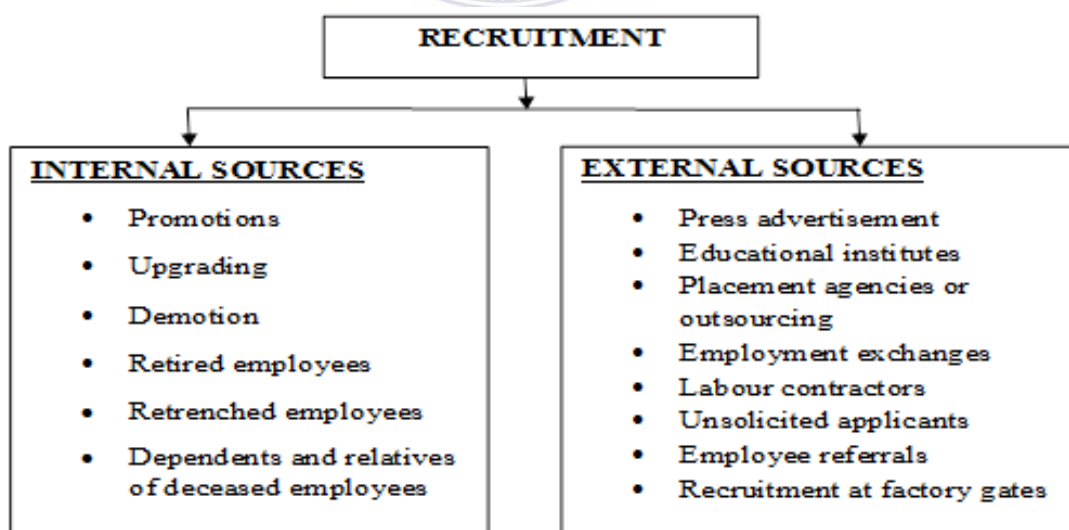 RECRUITMENT
INTERNAL SOURCES
• Promotions
• Upgrading
• Demotion
• Retired employees
• Retrenched employees
• Dependents and relatives
of deceased employees
EXTERNAL SOURCES
• Press advertisement
• Educational institutes
• Placement agencies or
outsourcing
• Employment exchanges
• Labour contractors
• Unsolicited applicants
• Employee referrals
• Recruitment at factory gates